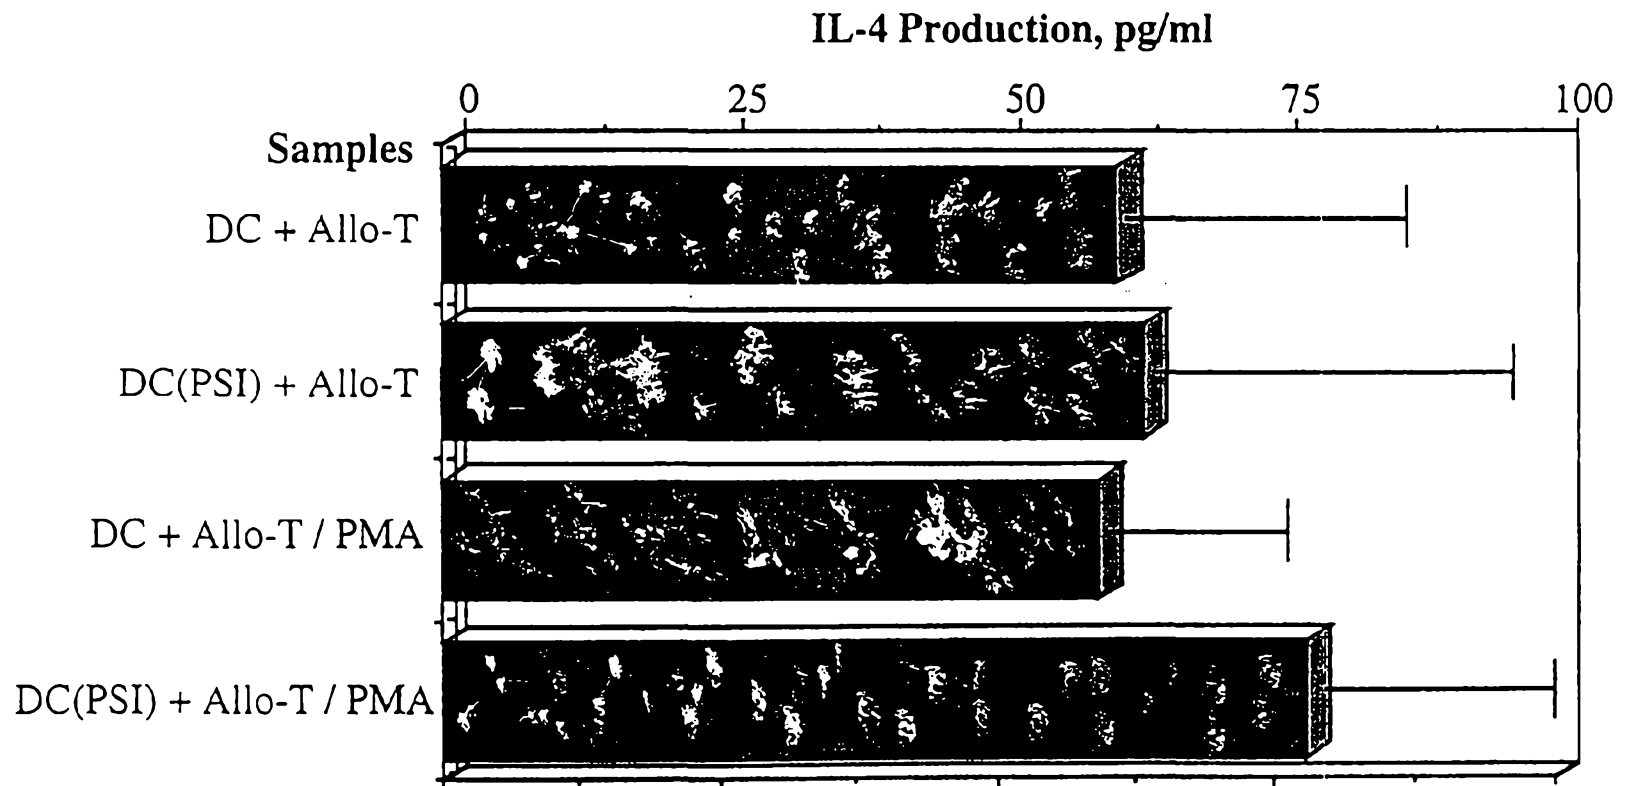 IL-4 Production, pg/ml
0 25 50 75 100
Samples
DC + Allo-T
DC(PSI) + Allo-T
DC + Allo-T / PMA
DC(PSI) + Allo-T / PMA